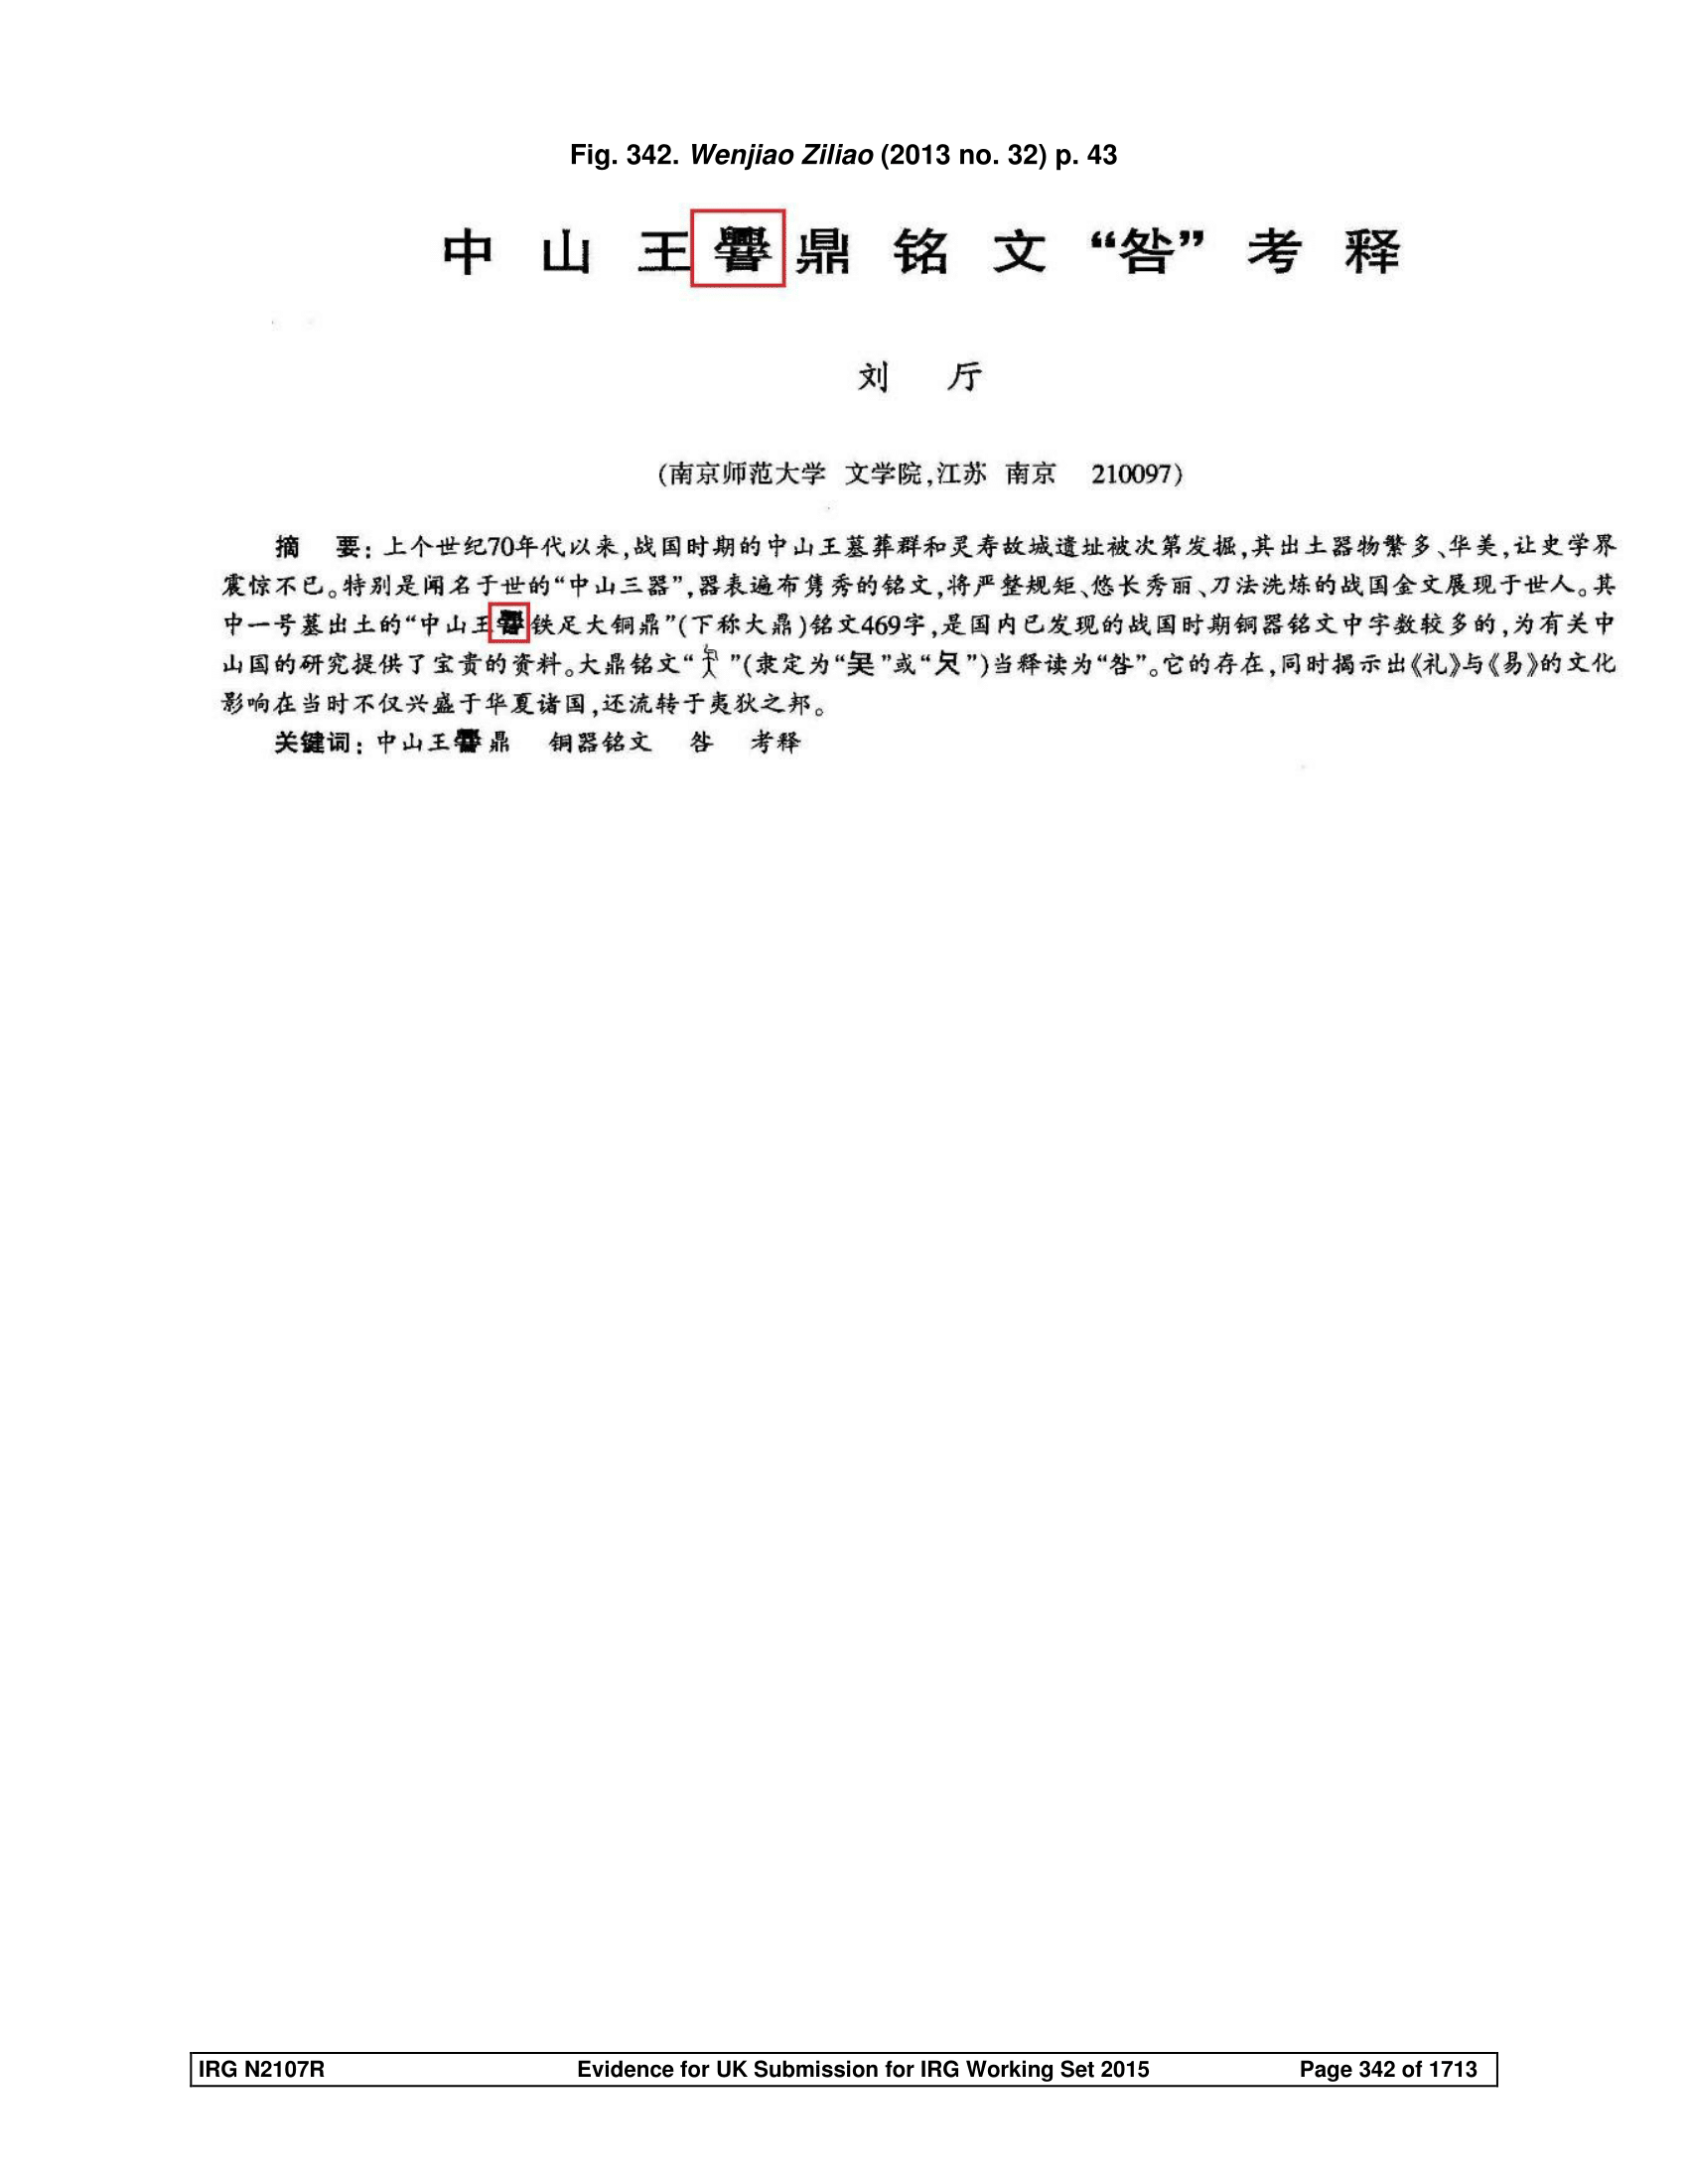 Fig. 342. Wenjiao Ziliao (2013 no. 32) p. 43
中山王鼎铭文“咎”考释
刘 厅
(南京师范大学 文学院,江苏 南京 210097)
摘 要：上个世纪70年代以来,战国时期的中山王墓葬群和灵寿故城遗址被次第发掘,其出土器物繁多、华美,让史学界
震惊不已。特别是闻名于世的“中山三器”,器表遍布隽秀的铭文,将严整规矩、悠长秀丽、刀法洗炼的战国金文展现于世人。其
中一号墓出土的“中山王铁足大铜鼎”(下称大鼎)铭文469字,是国内已发现的战国时期铜器铭文中字数较多的,为有关中
山国的研究提供了宝贵的资料。大鼎铭文“ ”(隶定为“吴”或“ ”)当释读为“咎”。它的存在,同时揭示出《礼》与《易》的文化
影响在当时不仅兴盛于华夏诸国,还流转于夷狄之邦。
关键词：中山王鼎 铜器铭文 咎 考释
IRG N2107R Evidence for UK Submission for IRG Working Set 2015 Page 342 of 1713